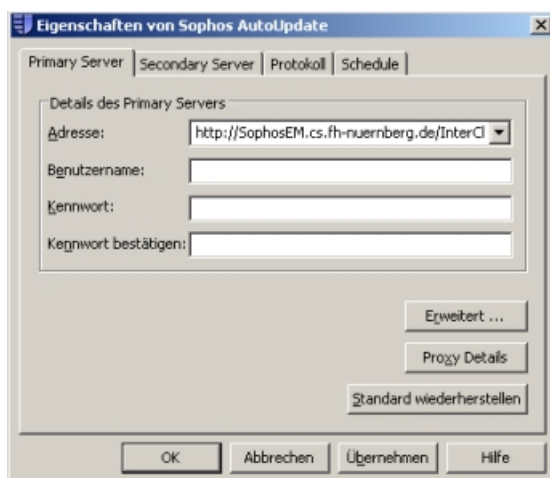 Eigenschaften von Sophos AutoUpdate
Primary Server Secondary Server Protokoll Schedule
Details des Primary Servers
Adresse: http://SophosEM.cs.fh-nuernberg.de/InterCl
Benutzername:
Kennwort:
Kennwort bestätigen:
Erweitert ...
Proxy Details
Standard wiederherstellen
OK Abbrechen Übernehmen Hilfe